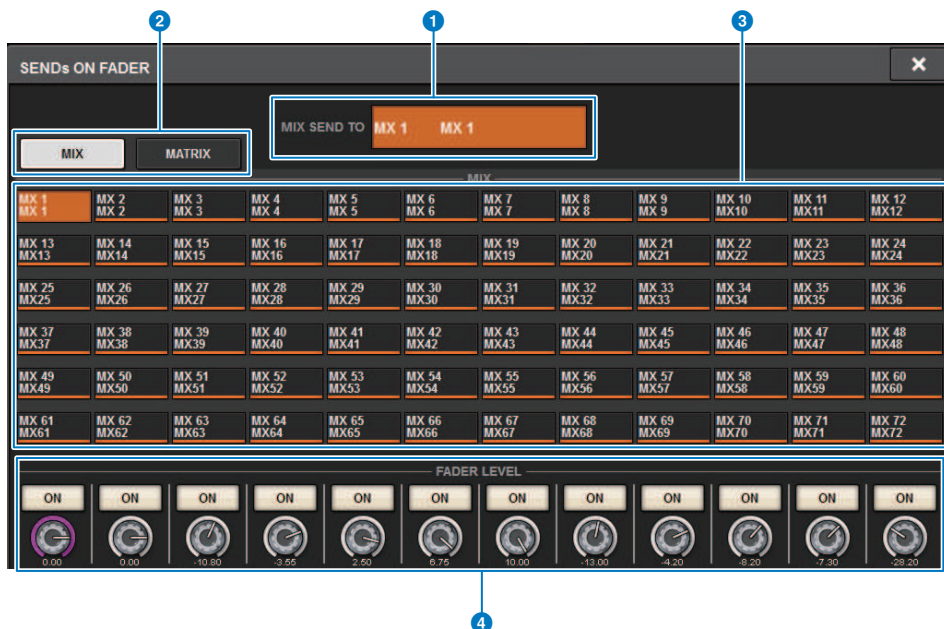 2 1 3
SENDs ON FADER ×
MIX SEND TO MX 1 MX 1
MIX MATRIX
MIX
MX 1 MX 2 MX 3 MX 4 MX 5 MX 6 MX 7 MX 8 MX 9 MX 10 MX 11 MX 12
MX 1 MX 2 MX 3 MX 4 MX 5 MX 6 MX 7 MX 8 MX 9 MX10 MX11 MX12
MX 13 MX 14 MX 15 MX 16 MX 17 MX 18 MX 19 MX 20 MX 21 MX 22 MX 23 MX 24
MX13 MX14 MX15 MX16 MX17 MX18 MX19 MX20 MX21 MX22 MX23 MX24
MX 25 MX 26 MX 27 MX 28 MX 29 MX 30 MX 31 MX 32 MX 33 MX 34 MX 35 MX 36
MX25 MX26 MX27 MX28 MX29 MX30 MX31 MX32 MX33 MX34 MX35 MX36
MX 37 MX 38 MX 39 MX 40 MX 41 MX 42 MX 43 MX 44 MX 45 MX 46 MX 47 MX 48
MX37 MX38 MX39 MX40 MX41 MX42 MX43 MX44 MX45 MX46 MX47 MX48
MX 49 MX 50 MX 51 MX 52 MX 53 MX 54 MX 55 MX 56 MX 57 MX 58 MX 59 MX 60
MX49 MX50 MX51 MX52 MX53 MX54 MX55 MX56 MX57 MX58 MX59 MX60
MX 61 MX 62 MX 63 MX 64 MX 65 MX 66 MX 67 MX 68 MX 69 MX 70 MX 71 MX 72
MX61 MX62 MX63 MX64 MX65 MX66 MX67 MX68 MX69 MX70 MX71 MX72
FADER LEVEL
ON ON ON ON ON ON ON ON ON ON ON ON
0.00 0.00 -10.80 -3.55 2.50 6.75 10.00 -13.00 -4.20 -8.20 -7.30 -28.20
4